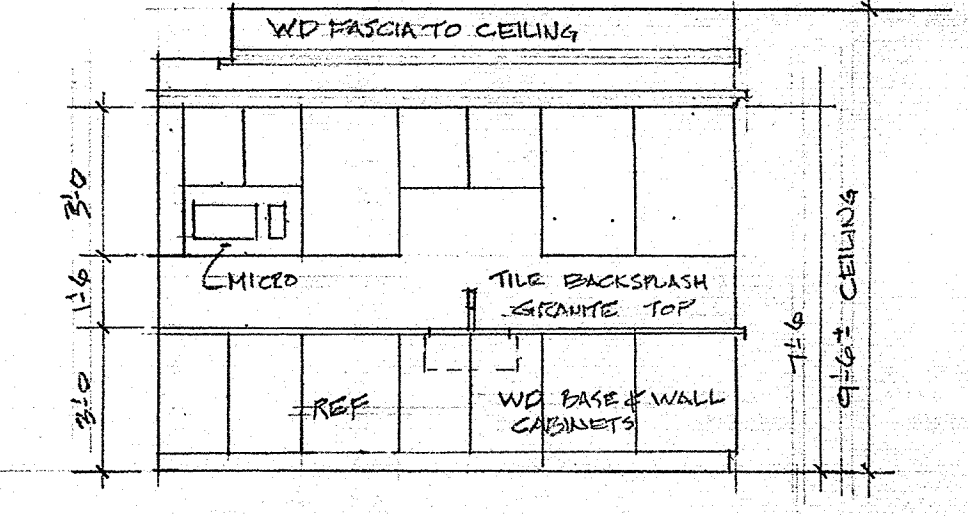 WD FASCIA TO CEILING
3'-0
MICRO
1'-6
TILE BACKSPLASH
GRANITE TOP
3'-0
REF
WD BASE & WALL
CABINETS
7'-6
9'-6"± CEILING